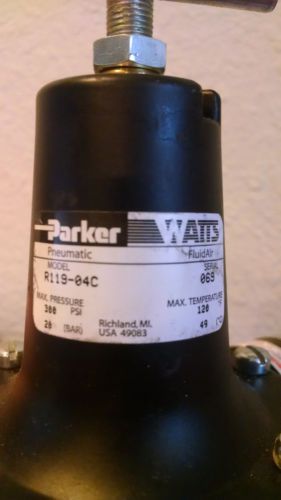 Parker WATTS
Pneumatic FluidAir
MODEL SERIAL
R119-04C 069
MAX. PRESSURE MAX. TEMPERATURE
300 PSI 120 °F
20 (BAR) Richland, MI. 49 (°C)
USA 49083